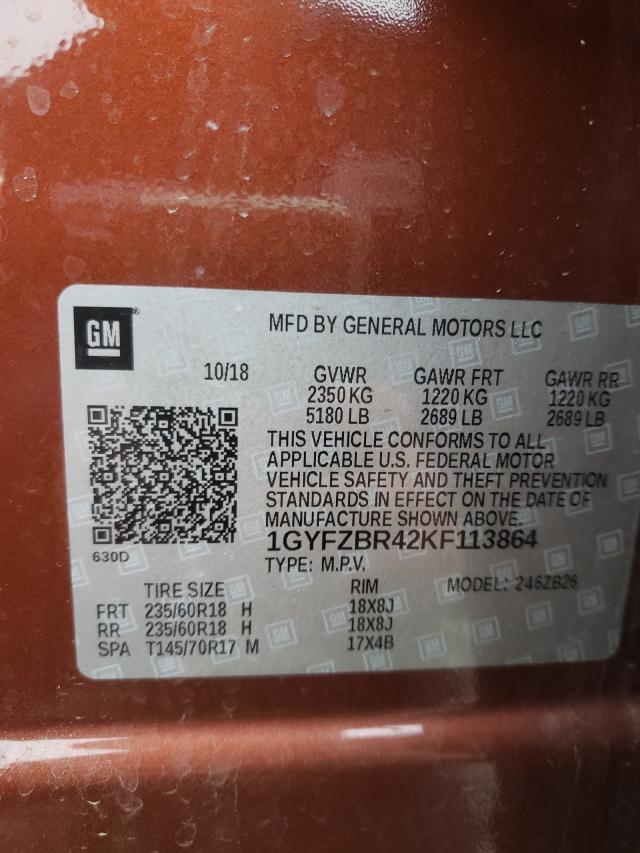 GM
MFD BY GENERAL MOTORS LLC
10/18 GVWR GAWR FRT GAWR RR
2350 KG 1220 KG 1220 KG
5180 LB 2689 LB 2689 LB
THIS VEHICLE CONFORMS TO ALL
APPLICABLE U.S. FEDERAL MOTOR
VEHICLE SAFETY AND THEFT PREVENTION
STANDARDS IN EFFECT ON THE DATE OF
MANUFACTURE SHOWN ABOVE.
1GYFZBR42KF113864
630D
TYPE: M.P.V. MODEL: 246ZB26
TIRE SIZE RIM
FRT 235/60R18 H 18X8J
RR 235/60R18 H 18X8J
SPA T145/70R17 M 17X4B